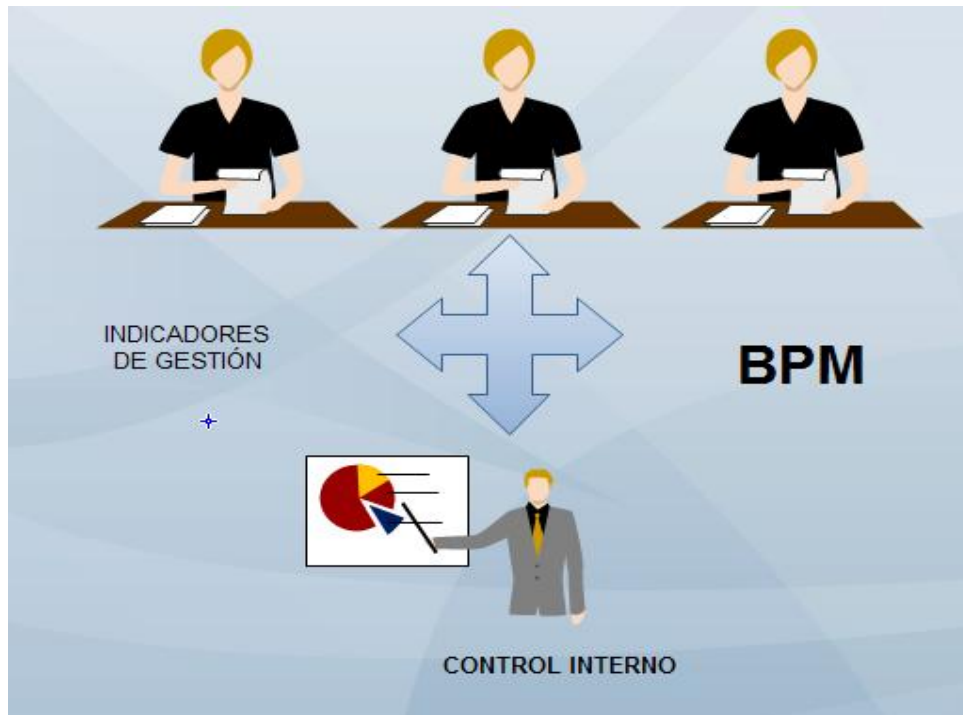 INDICADORES
DE GESTIÓN
BPM
CONTROL INTERNO